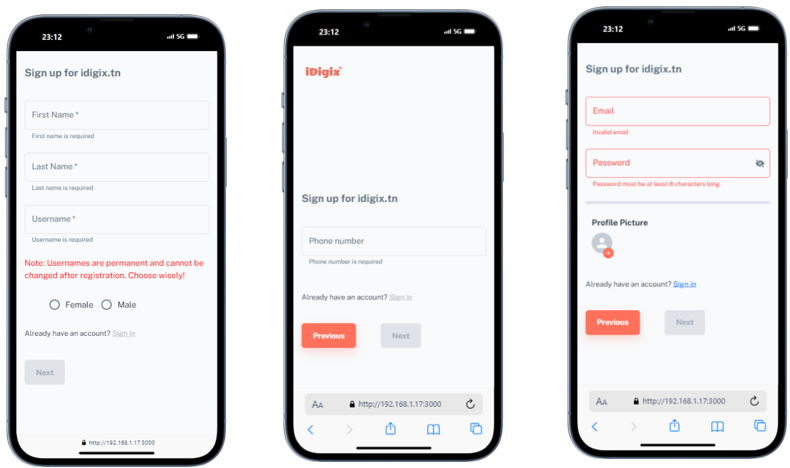 23:12
5G
Sign up for idigix.tn
First Name *
First name is required
Last Name *
Last name is required
Username *
Username is required
Note: Usernames are permanent and cannot be
changed after registration. Choose wisely!
Female
Male
Already have an account? Sign in
Next
http://192.168.1.17:3000
23:12
5G
iDigix
Sign up for idigix.tn
Phone number
Phone number is required
Already have an account? Sign in
Previous
Next
AA
http://192.168.1.17:3000
23:12
5G
Sign up for idigix.tn
Email
Invalid email
Password
Password must be at least 8 characters long.
Profile Picture
Already have an account? Sign in
Previous
Next
AA
http://192.168.1.17:3000